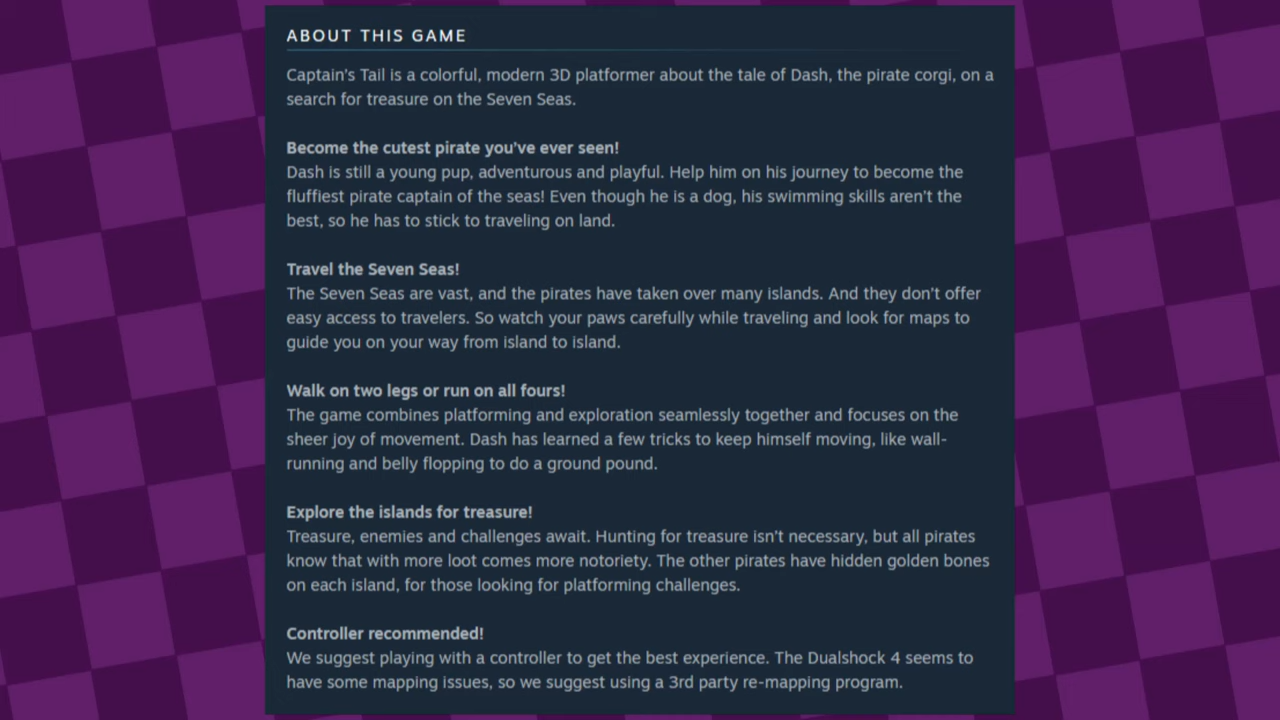 ABOUT THIS GAME
Captain's Tail is a colorful, modern 3D platformer about the tale of Dash, the pirate corgi, on a
search for treasure on the Seven Seas.
Become the cutest pirate you've ever seen!
Dash is still a young pup, adventurous and playful. Help him on his journey to become the
fluffiest pirate captain of the seas! Even though he is a dog, his swimming skills aren't the
best, so he has to stick to traveling on land.
Travel the Seven Seas!
The Seven Seas are vast, and the pirates have taken over many islands. And they don't offer
easy access to travelers. So watch your paws carefully while traveling and look for maps to
guide you on your way from island to island.
Walk on two legs or run on all fours!
The game combines platforming and exploration seamlessly together and focuses on the
sheer joy of movement. Dash has learned a few tricks to keep himself moving, like wall-
running and belly flopping to do a ground pound.
Explore the islands for treasure!
Treasure, enemies and challenges await. Hunting for treasure isn't necessary, but all pirates
know that with more loot comes more notoriety. The other pirates have hidden golden bones
on each island, for those looking for platforming challenges.
Controller recommended!
We suggest playing with a controller to get the best experience. The Dualshock 4 seems to
have some mapping issues, so we suggest using a 3rd party re-mapping program.